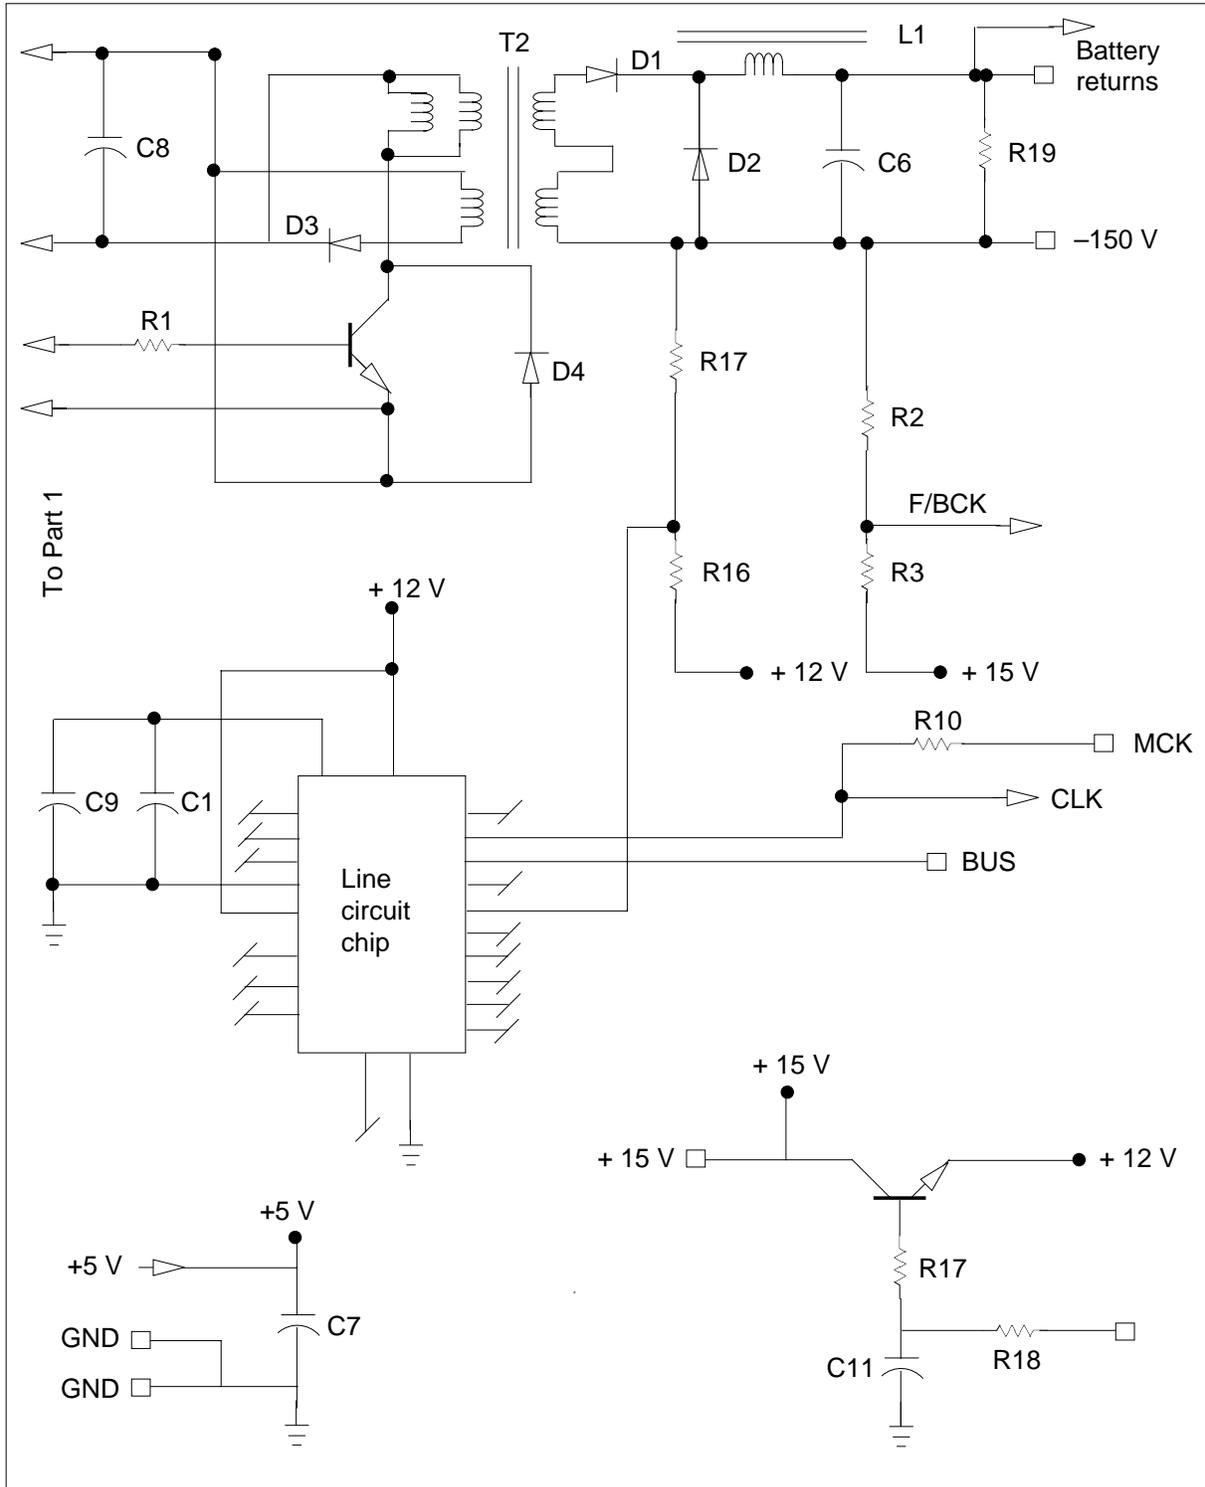 T2
L1
D1
Battery
returns
C8
D2
C6
R19
D3
–150 V
R1
D4
R17
R2
To Part 1
F/BCK
R16
R3
+ 12 V
+ 12 V
+ 15 V
R10
MCK
C9
C1
CLK
BUS
Line
circuit
chip
+ 15 V
+ 15 V
+ 12 V
+5 V
+5 V
R17
GND
C7
GND
C11
R18